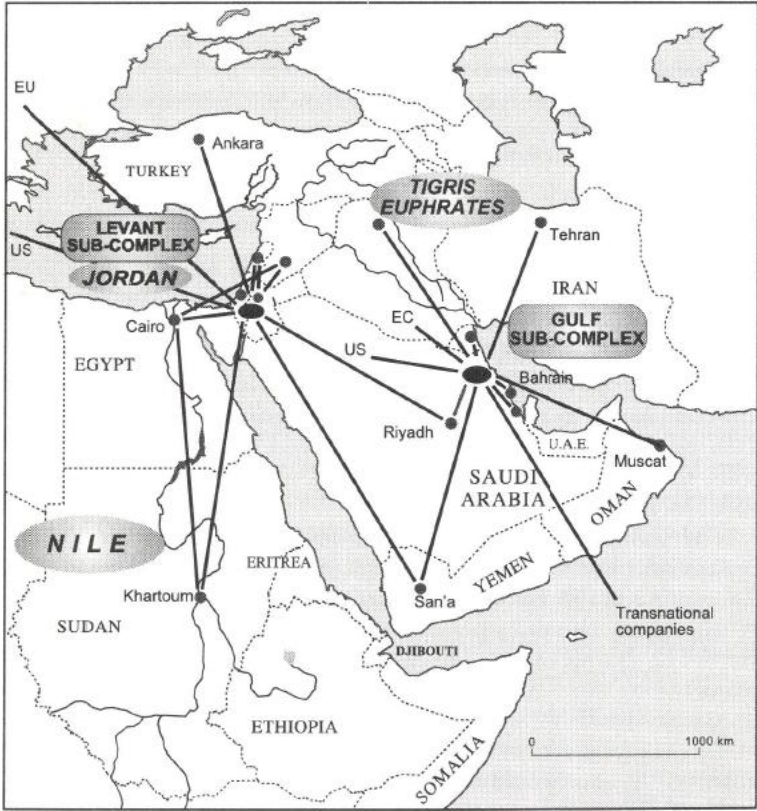 EU
Ankara
TURKEY
TIGRIS
EUPHRATES
LEVANT
SUB-COMPLEX
US
JORDAN
Tehran
IRAN
EC
GULF
SUB-COMPLEX
Cairo
US
EGYPT
Bahrain
Riyadh
U.A.E.
Muscat
SAUDI
ARABIA
OMAN
NILE
ERITREA
YEMEN
Khartoum
San'a
Transnational
companies
SUDAN
DJIBOUTI
ETHIOPIA
SOMALIA
0 1000 km